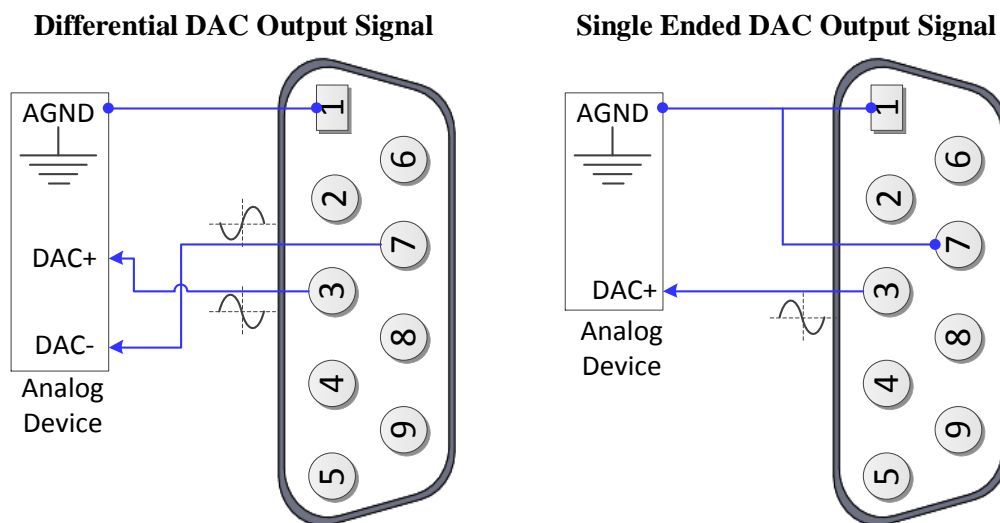 Differential DAC Output Signal
AGND
DAC+
DAC-
Analog
Device
1
6
2
7
3
8
4
9
5
Single Ended DAC Output Signal
AGND
DAC+
Analog
Device
1
6
2
7
3
8
4
9
5